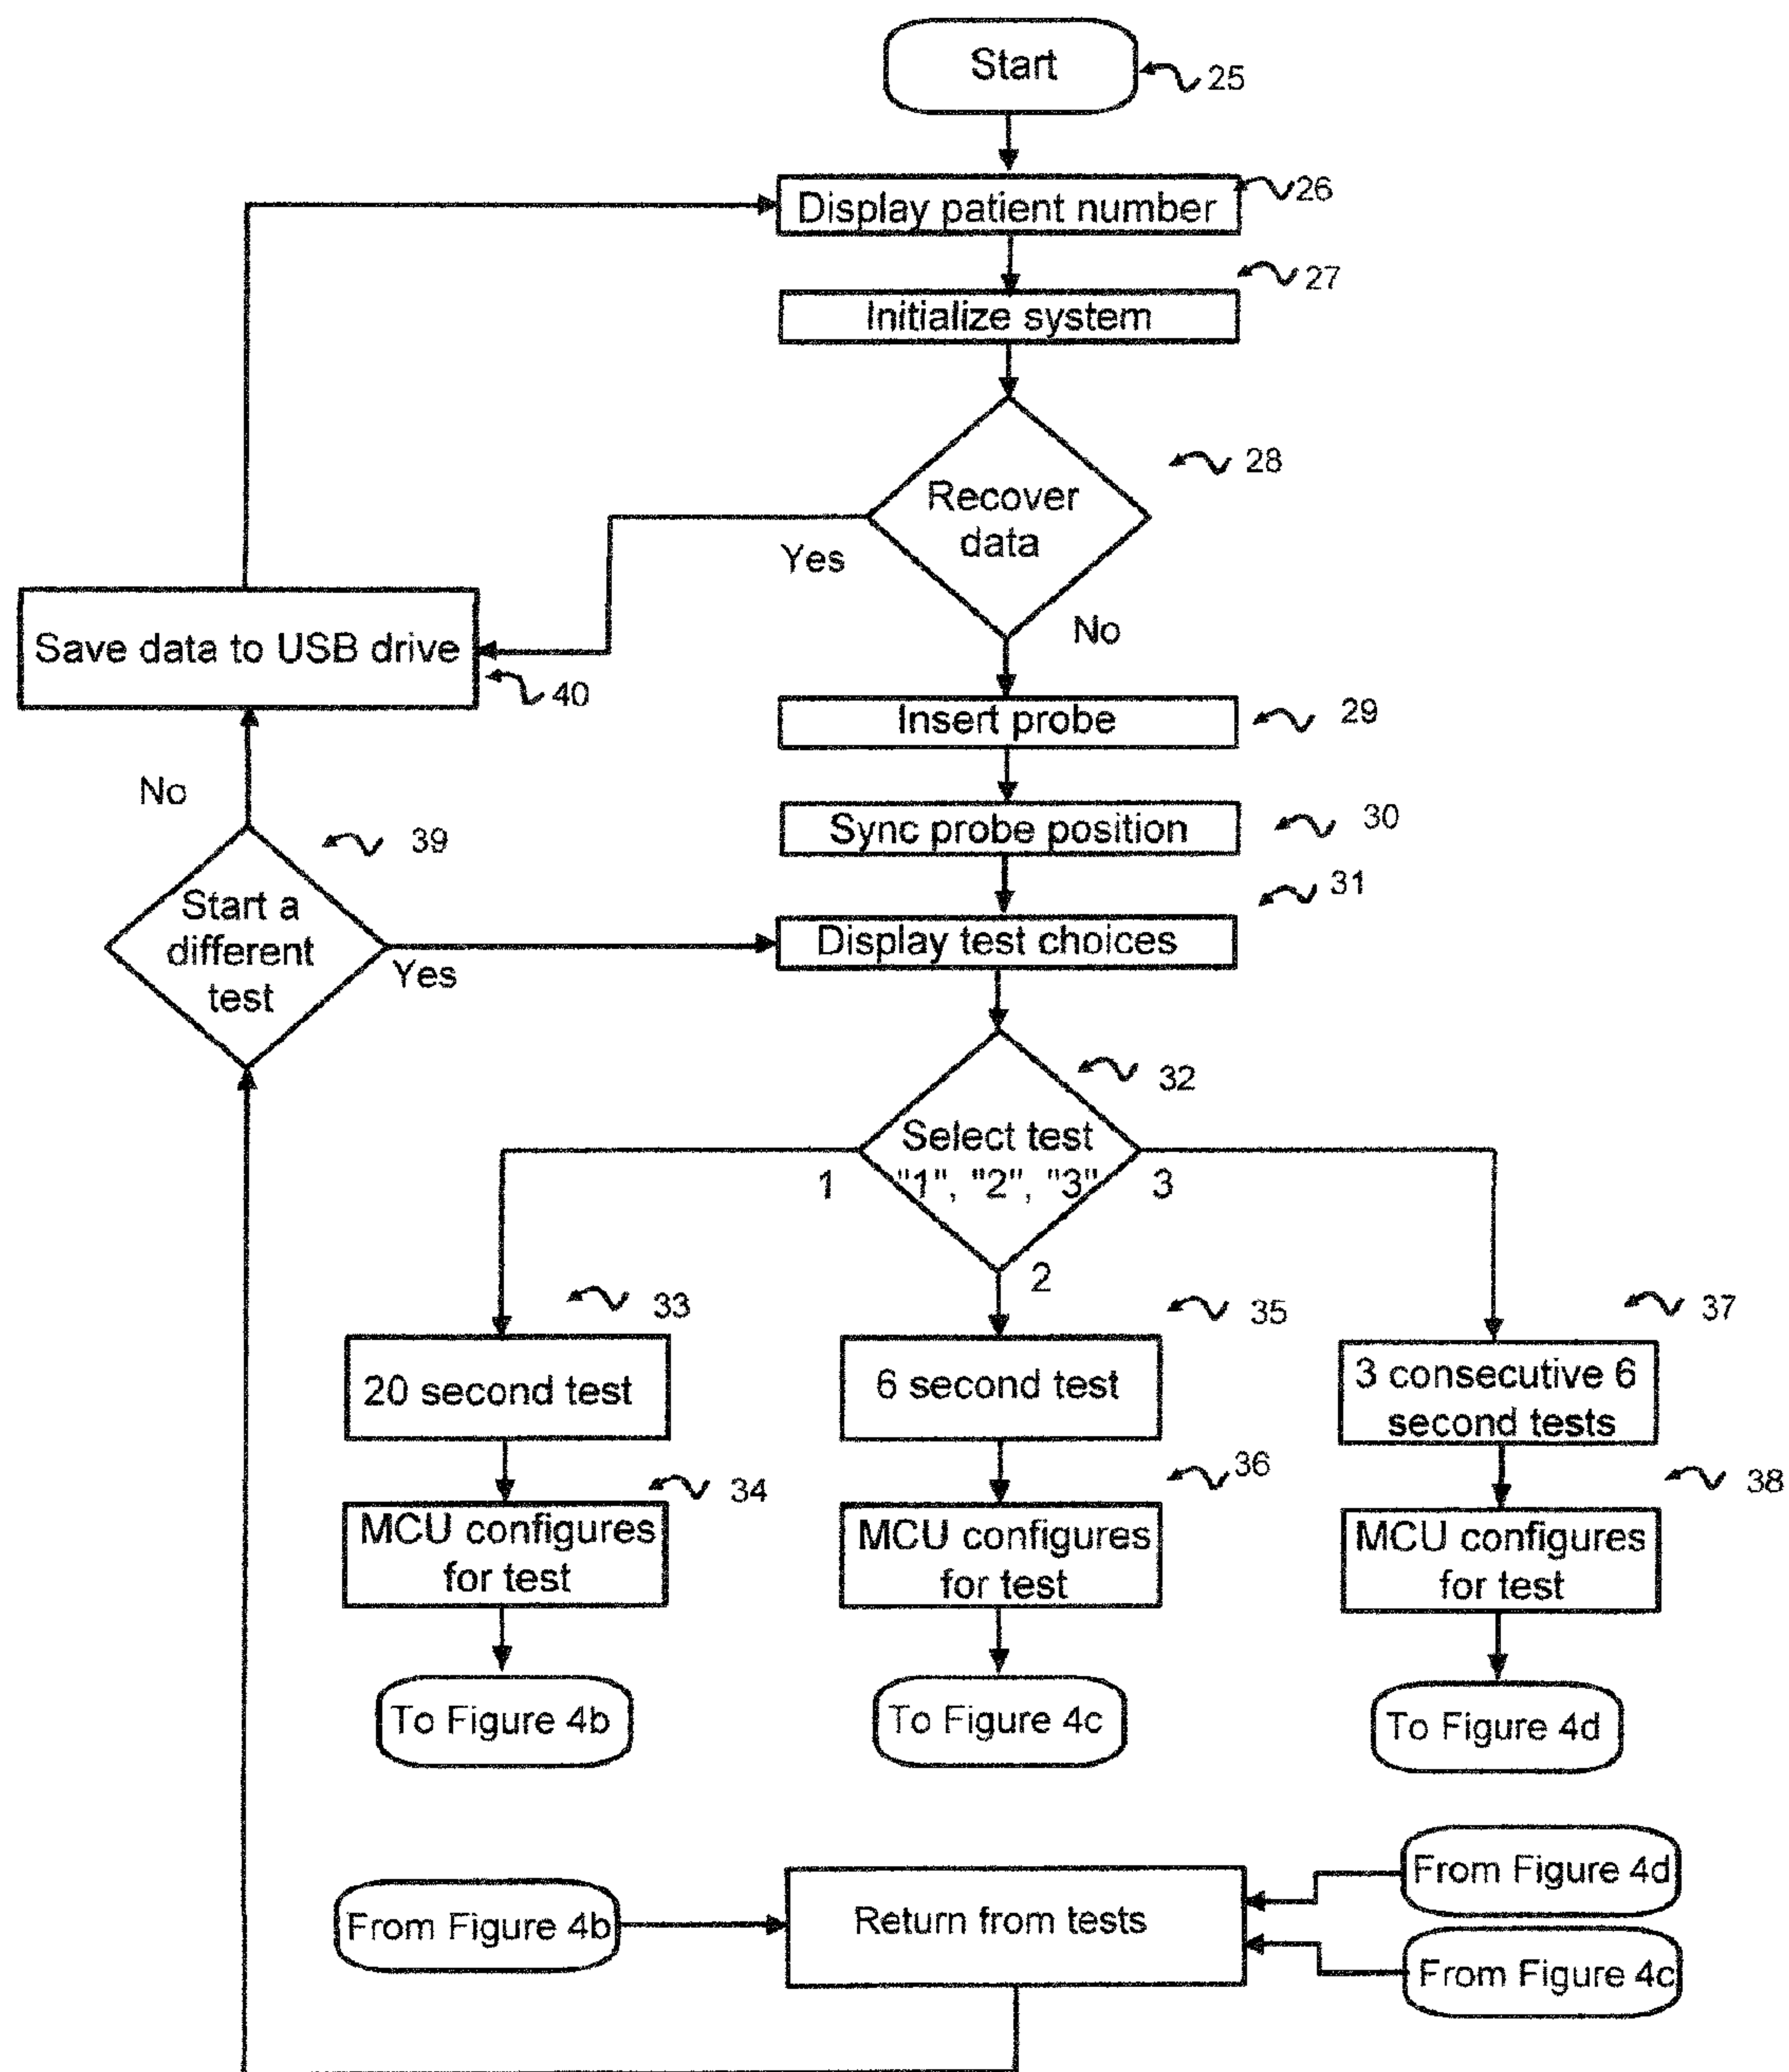 Start
25
Display patient number
26
27
Initialize system
28
Recover
data
Yes
No
Save data to USB drive
40
Insert probe
29
No
Sync probe position
30
39
31
Start a
different
test
Yes
Display test choices
32
Select test
"1", "2", "3"
1
3
2
33
35
37
20 second test
6 second test
3 consecutive 6
second tests
34
36
38
MCU configures
for test
MCU configures
for test
MCU configures
for test
To Figure 4b
To Figure 4c
To Figure 4d
From Figure 4d
From Figure 4b
Return from tests
From Figure 4c